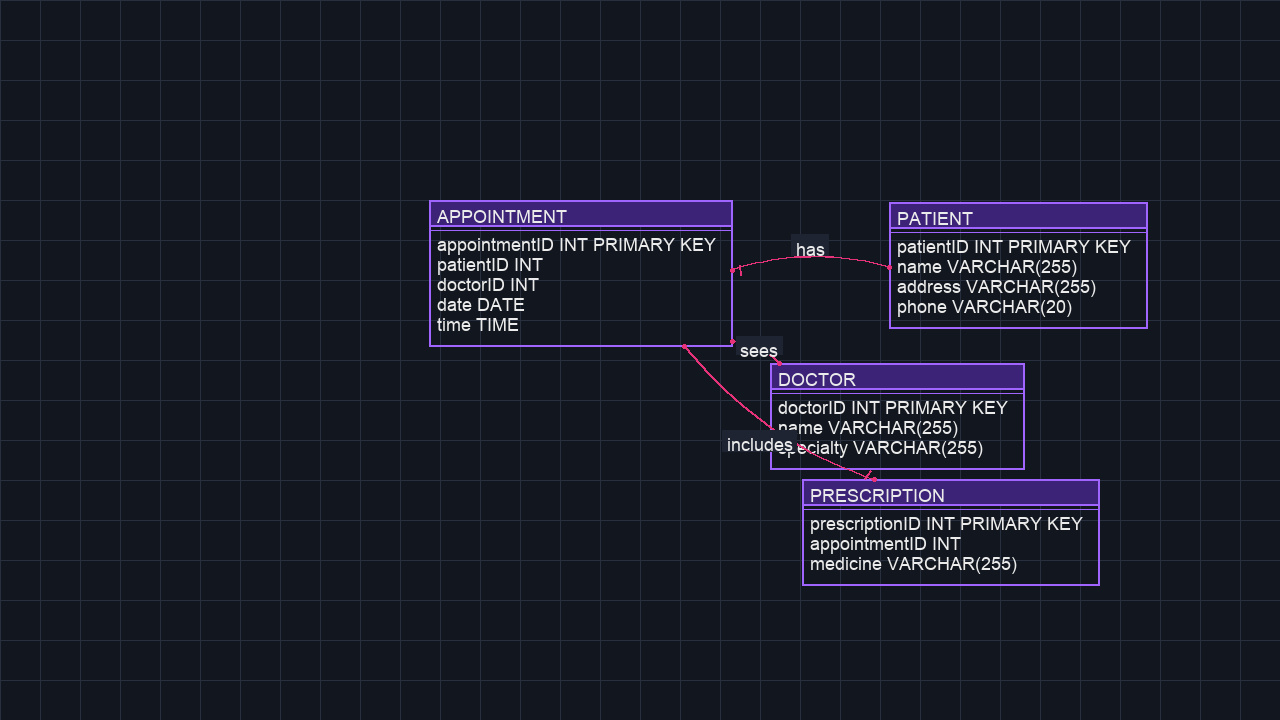 APPOINTMENT
appointmentID INT PRIMARY KEY
patientID INT
doctorID INT
date DATE
time TIME
has
PATIENT
patientID INT PRIMARY KEY
name VARCHAR(255)
address VARCHAR(255)
phone VARCHAR(20)
sees
DOCTOR
doctorID INT PRIMARY KEY
name VARCHAR(255)
specialty VARCHAR(255)
includes
PRESCRIPTION
prescriptionID INT PRIMARY KEY
appointmentID INT
medicine VARCHAR(255)